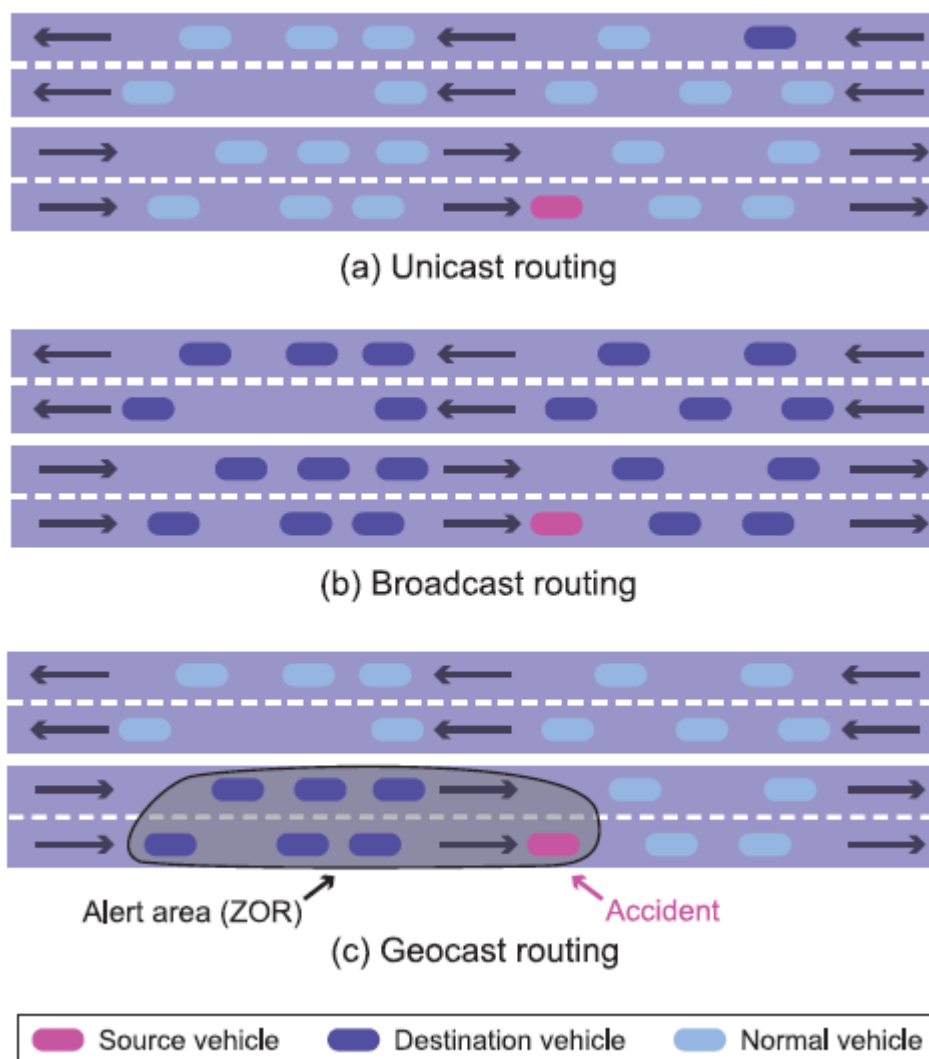 (a) Unicast routing
(b) Broadcast routing
Alert area (ZOR)
Accident
(c) Geocast routing
Source vehicle
Destination vehicle
Normal vehicle